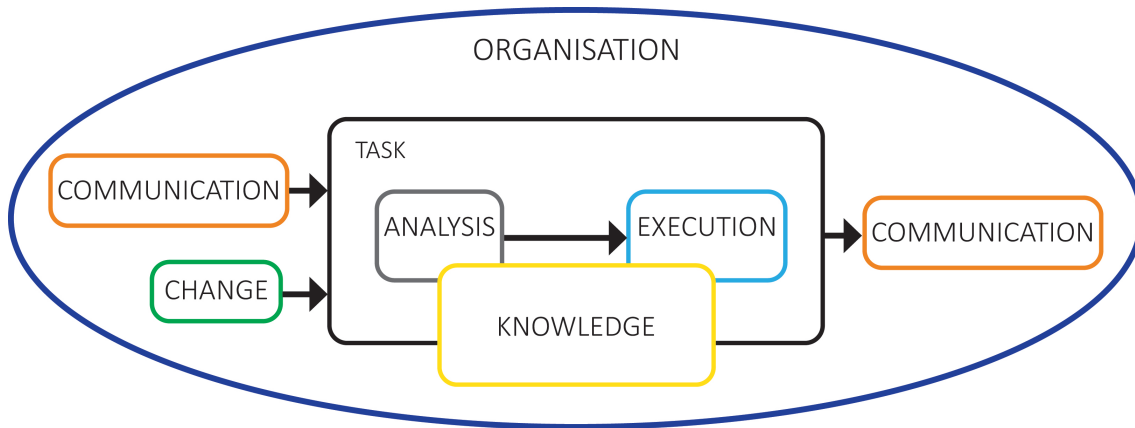 ORGANISATION
TASK
COMMUNICATION
ANALYSIS
EXECUTION
COMMUNICATION
CHANGE
KNOWLEDGE